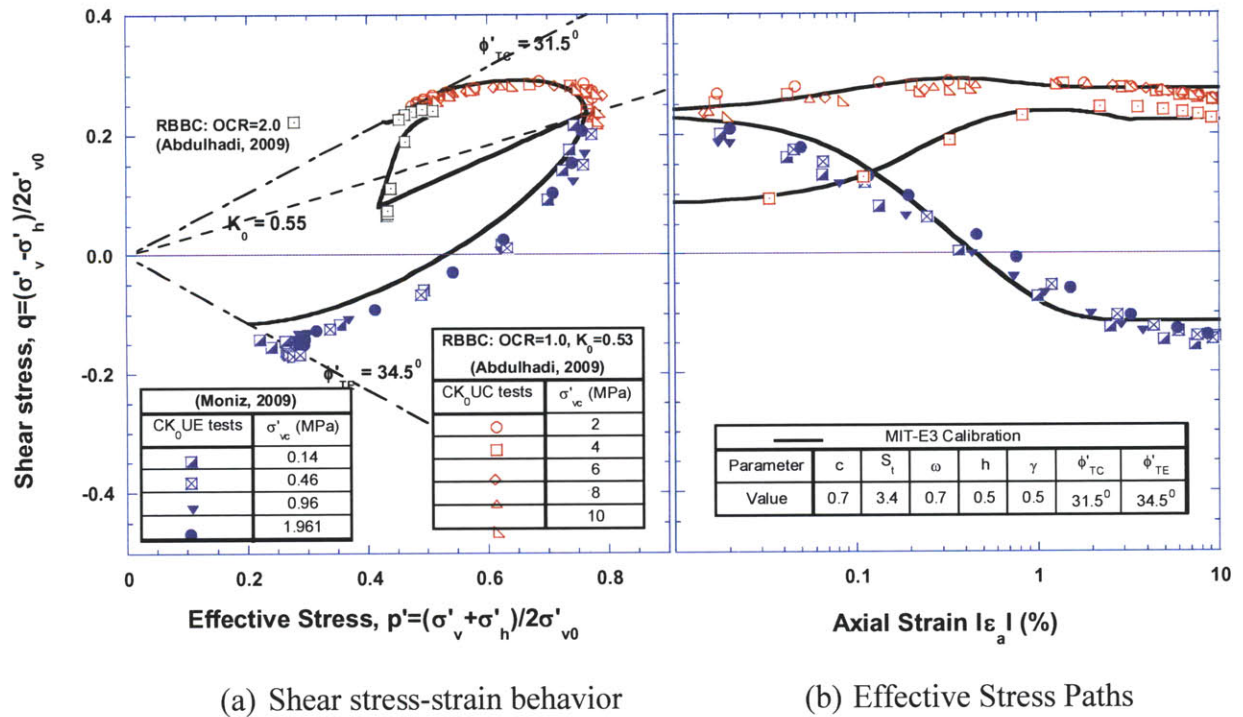 Shear stress, q=(σ'v-σ'h)/2σ'v0
0.4
0.2
0.0
-0.2
-0.4
ϕ'TC = 31.5⁰
RBBC: OCR=2.0
(Abdulhadi, 2009)
K0 = 0.55
ϕ'TE = 34.5⁰
(Moniz, 2009)
CK0UE tests σ'vc (MPa)
0.14
0.46
0.96
1.961
RBBC: OCR=1.0, K0=0.53
(Abdulhadi, 2009)
CK0UC tests σ'vc (MPa)
2
4
6
8
10
0 0.2 0.4 0.6 0.8
Effective Stress, p'=(σ'v+σ'h)/2σ'v0
MIT-E3 Calibration
Parameter c St ω h γ ϕ'TC ϕ'TE
Value 0.7 3.4 0.7 0.5 0.5 31.5⁰ 34.5⁰
0.1 1 10
Axial Strain |εa| (%)
(a) Shear stress-strain behavior
(b) Effective Stress Paths